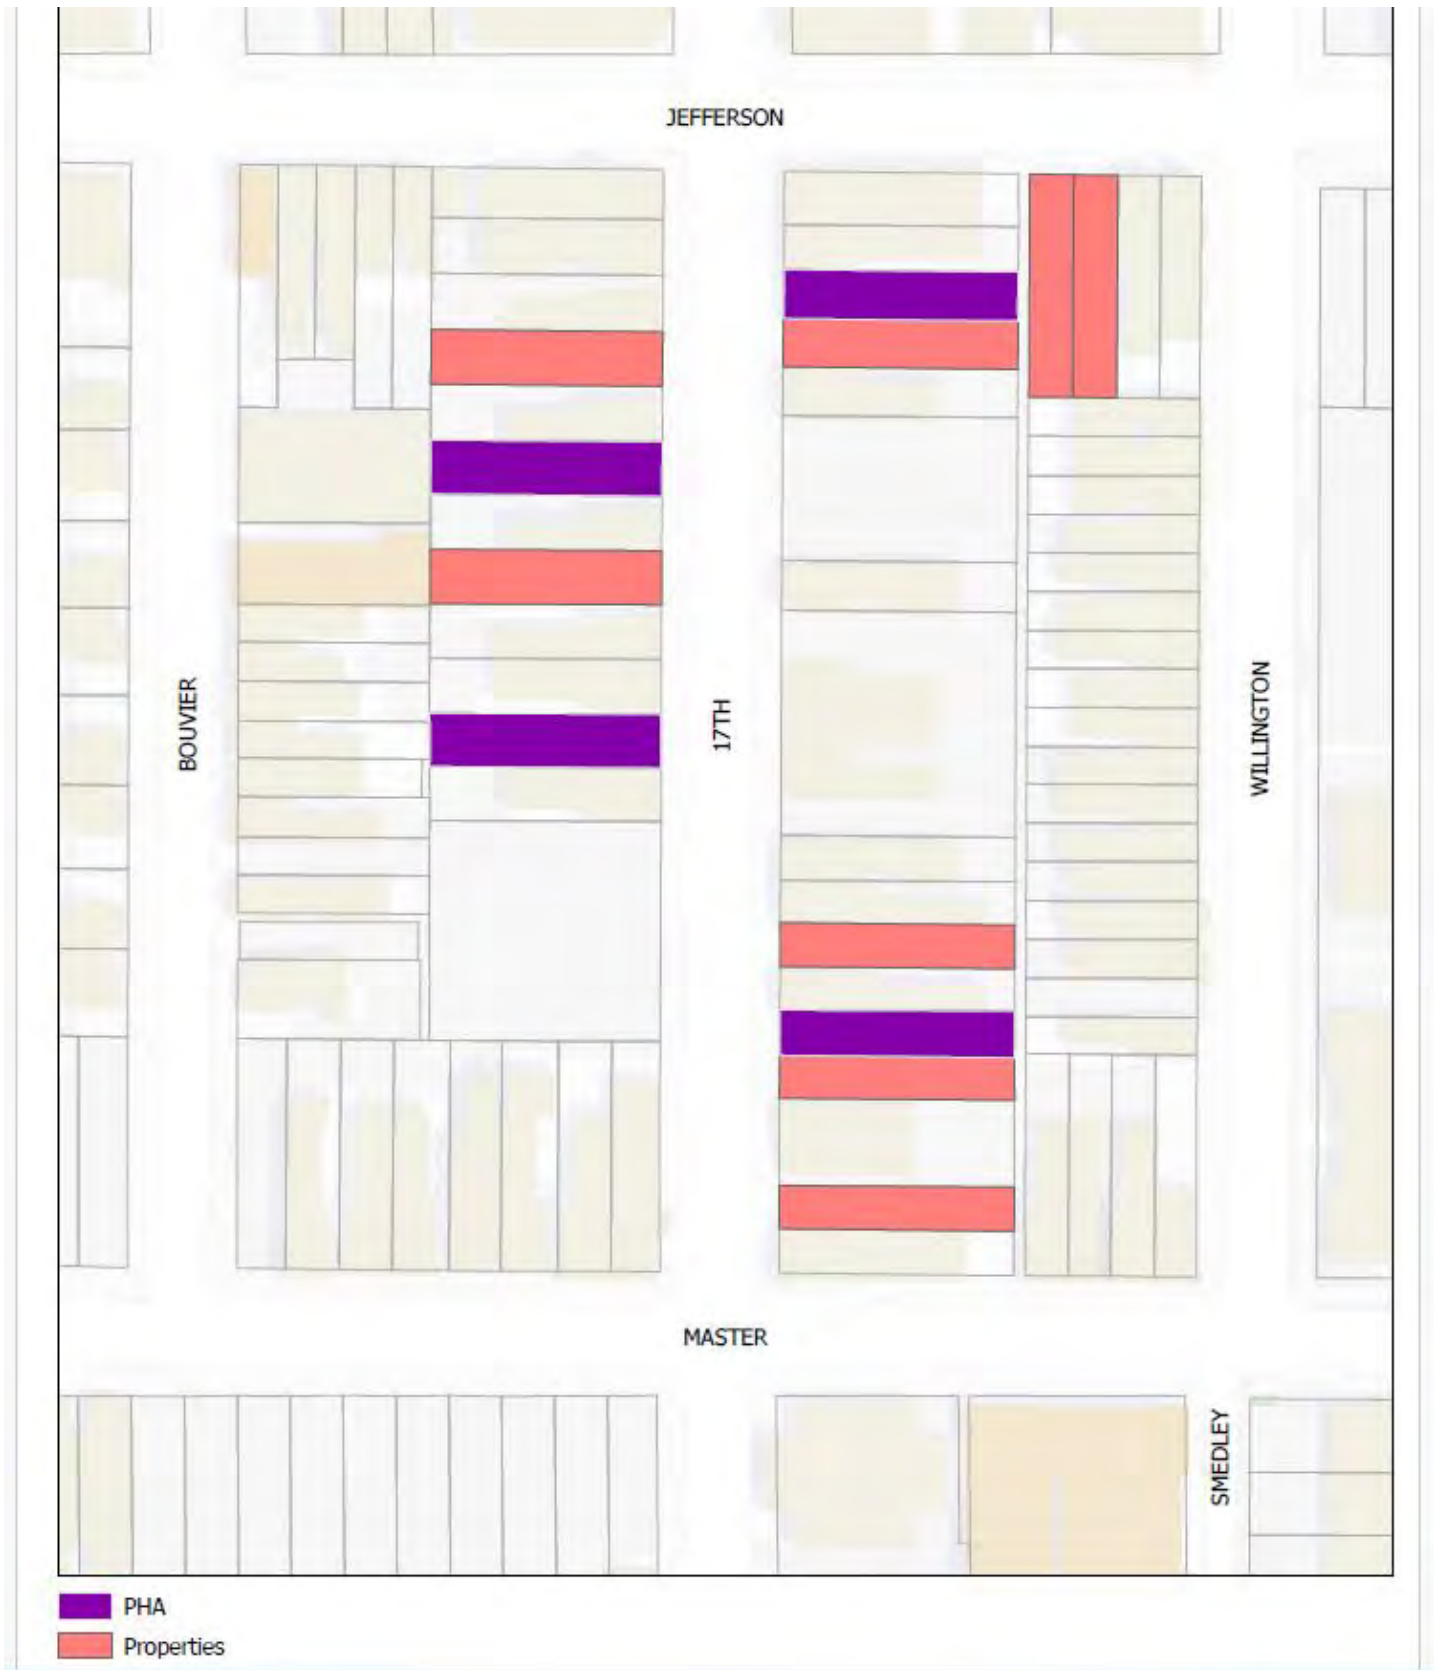 JEFFERSON
BOUVIER
17TH
WILLINGTON
MASTER
SMEDLEY
PHA
Properties